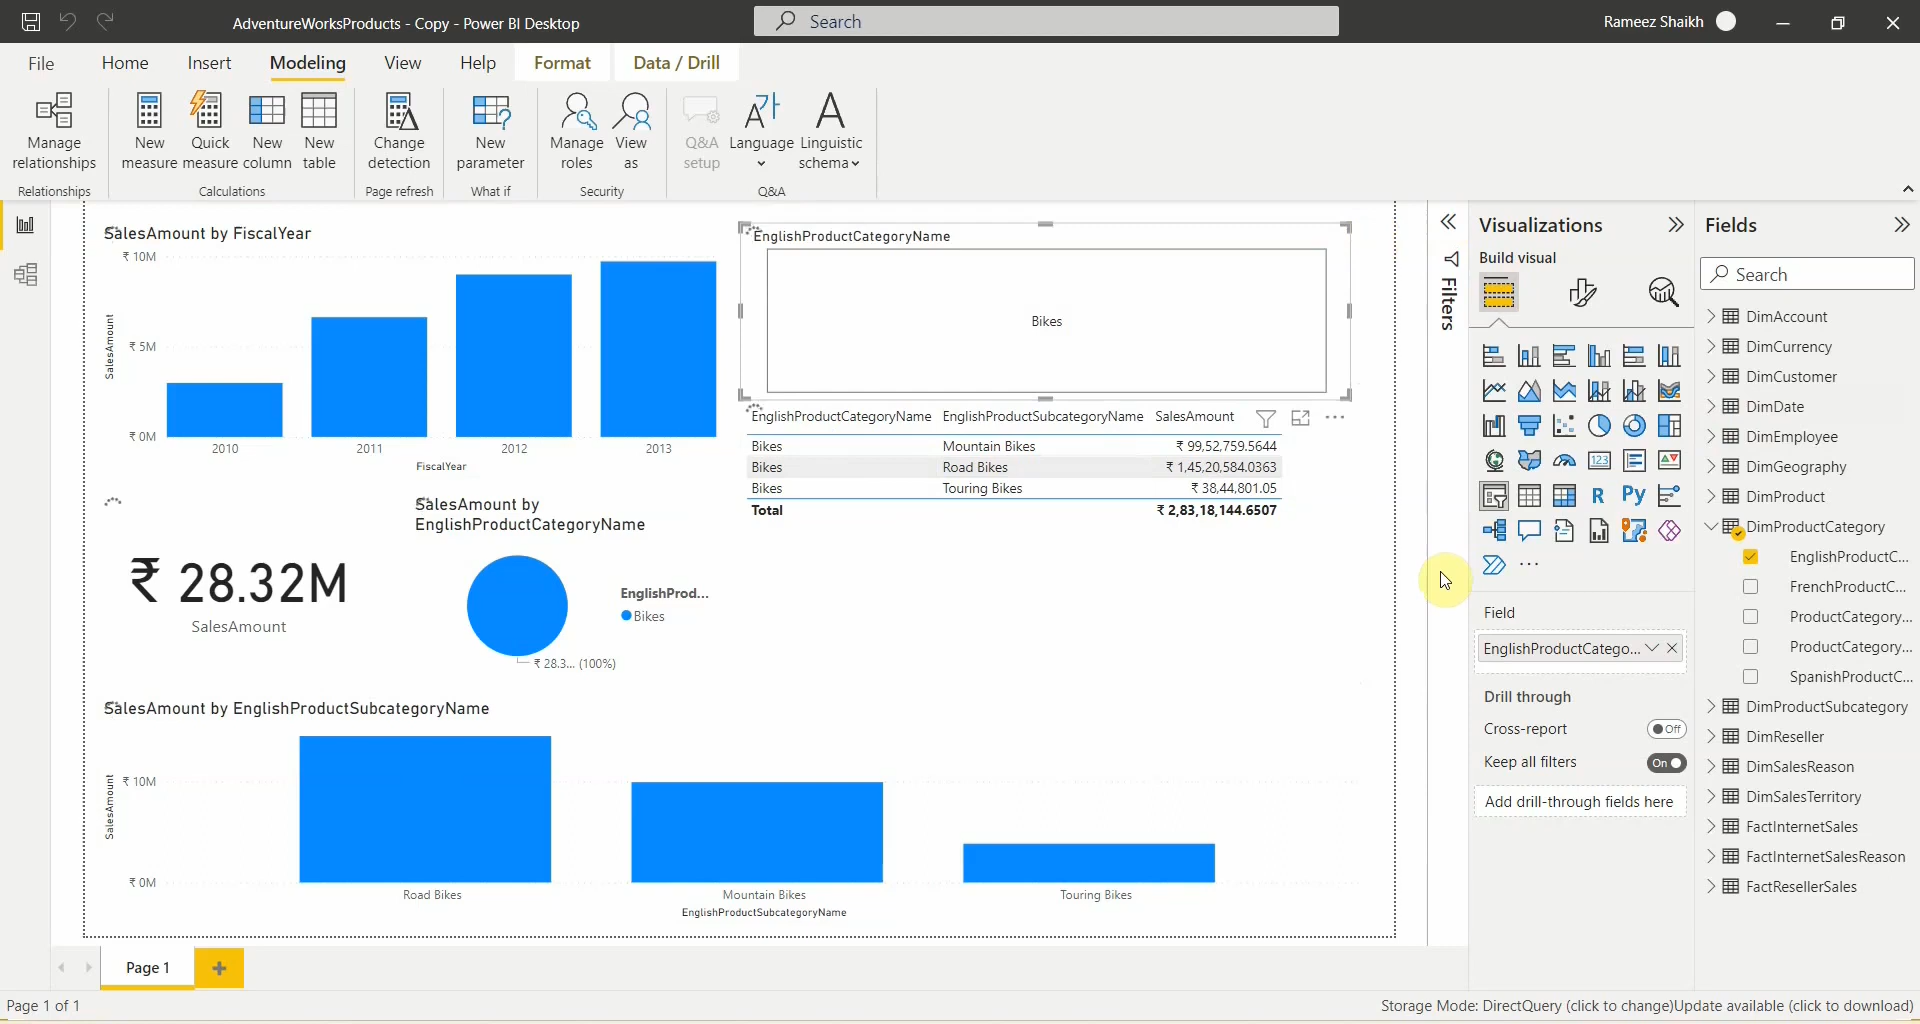 AdventureWorksProducts - Copy - Power BI Desktop
Search
Rameez Shaikh
File
Home
Insert
Modeling
View
Help
Format
Data / Drill
Manage relationships
New measure
Quick measure
New column
New table
Change detection
New parameter
Manage roles
View as
Q&A setup
Language
Linguistic schema
Relationships
Calculations
Page refresh
What if
Security
Q&A
SalesAmount by FiscalYear
₹ 10M
₹ 5M
₹ 0M
SalesAmount
2010
2011
2012
2013
FiscalYear
EnglishProductCategoryName
Bikes
EnglishProductCategoryName EnglishProductSubcategoryName SalesAmount
Bikes Mountain Bikes ₹ 99,52,759.5644
Bikes Road Bikes ₹ 1,45,20,584.0363
Bikes Touring Bikes ₹ 38,44,801.05
Total ₹ 2,83,18,144.6507
₹ 28.32M
SalesAmount
SalesAmount by
EnglishProductCategoryName
EnglishProd...
Bikes
₹ 28.3... (100%)
SalesAmount by EnglishProductSubcategoryName
₹ 10M
₹ 0M
SalesAmount
Road Bikes
Mountain Bikes
Touring Bikes
EnglishProductSubcategoryName
Filters
Visualizations
Build visual
123
R
Py
Field
EnglishProductCatego...
Drill through
Cross-report
Off
Keep all filters
On
Add drill-through fields here
Fields
Search
DimAccount
DimCurrency
DimCustomer
DimDate
DimEmployee
DimGeography
DimProduct
DimProductCategory
EnglishProductC...
FrenchProductC...
ProductCategory...
ProductCategory...
SpanishProductC...
DimProductSubcategory
DimReseller
DimSalesReason
DimSalesTerritory
FactInternetSales
FactInternetSalesReason
FactResellerSales
Page 1
Page 1 of 1
Storage Mode: DirectQuery (click to change)Update available (click to download)